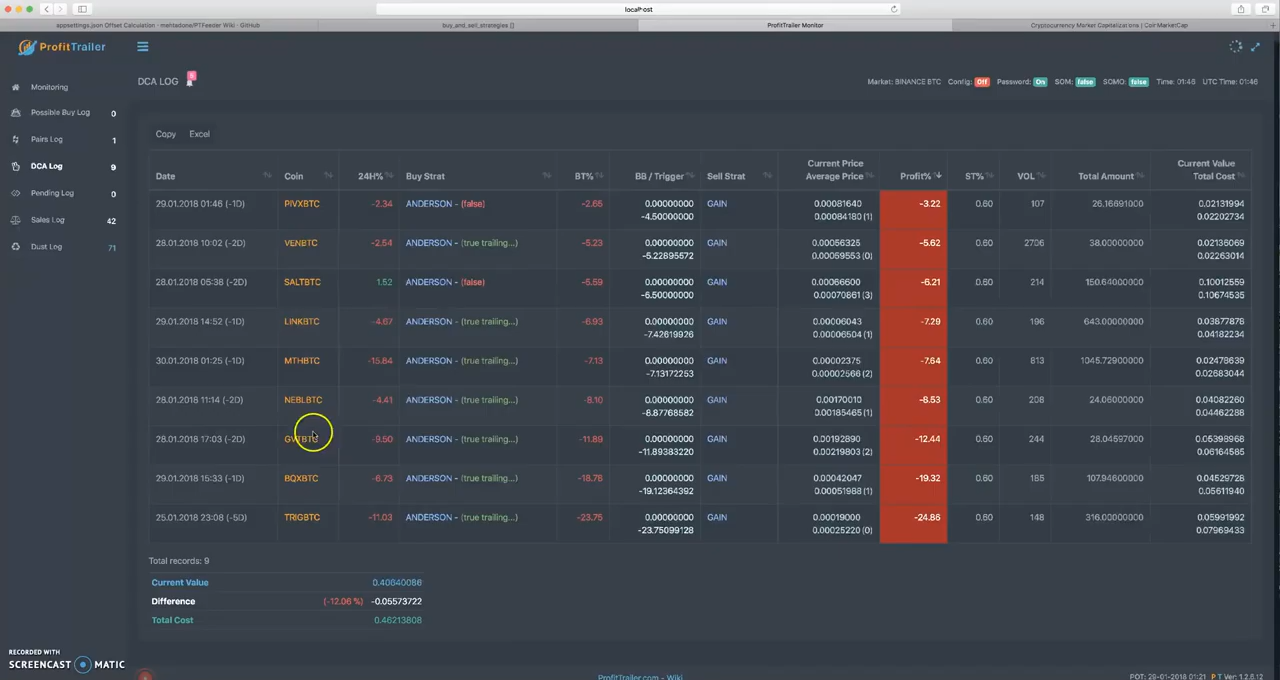 localhost
appsettings.json Offset Calculation - mehtadone/PTFeeder Wiki - GitHub
buy_and_sell_strategies []
ProfitTrailer Monitor
Cryptocurrency Market Capitalizations | CoinMarketCap
ProfitTrailer
DCA LOG
Market: BINANCE BTC Config: Off Password: On SOM: false SOMO: false Time: 01:46 UTC Time: 01:46
Monitoring
Possible Buy Log 0
Pairs Log 1
DCA Log 9
Pending Log 0
Sales Log 42
Dust Log 71
Copy Excel
Date Coin 24H% Buy Strat BT% BB / Trigger Sell Strat Current Price Average Price Profit% ST% VOL Total Amount Current Value Total Cost
29.01.2018 01:46 (-1D) PIVXBTC -2.34 ANDERSON - (false) -2.65 0.00000000 GAIN 0.00081640 -3.22 0.60 107 26.16691000 0.02131994
-4.50000000 0.00084180 (1) 0.02202734
28.01.2018 10:02 (-2D) VENBTC -2.54 ANDERSON - (true trailing...) -5.23 0.00000000 GAIN 0.00056325 -5.62 0.60 2706 38.00000000 0.02136069
-5.22895572 0.00059553 (0) 0.02263014
28.01.2018 05:38 (-2D) SALTBTC 1.52 ANDERSON - (false) -5.59 0.00000000 GAIN 0.00066600 -6.21 0.60 214 150.64000000 0.10012559
-6.50000000 0.00070861 (3) 0.10674535
29.01.2018 14:52 (-1D) LINKBTC -4.67 ANDERSON - (true trailing...) -6.93 0.00000000 GAIN 0.00006043 -7.29 0.60 196 643.00000000 0.03877878
-7.42619926 0.00006504 (1) 0.04182234
30.01.2018 01:25 (-1D) MTHBTC -15.84 ANDERSON - (true trailing...) -7.13 0.00000000 GAIN 0.00002375 -7.64 0.60 813 1045.72900000 0.02478639
-7.13172253 0.00002566 (2) 0.02683044
28.01.2018 11:14 (-2D) NEBLBTC -4.41 ANDERSON - (true trailing...) -8.10 0.00000000 GAIN 0.00170010 -8.53 0.60 208 24.06000000 0.04082260
-8.87768582 0.00185465 (1) 0.04462288
28.01.2018 17:03 (-2D) GVTBTC -9.50 ANDERSON - (true trailing...) -11.89 0.00000000 GAIN 0.00192890 -12.44 0.60 244 28.04597000 0.05398968
-11.89383220 0.00219803 (2) 0.06164585
29.01.2018 15:33 (-1D) BQXBTC -6.73 ANDERSON - (true trailing...) -18.76 0.00000000 GAIN 0.00042047 -19.32 0.60 185 107.94600000 0.04529728
-19.12364392 0.00051988 (1) 0.05611940
25.01.2018 23:08 (-5D) TRIGBTC -11.03 ANDERSON - (true trailing...) -23.75 0.00000000 GAIN 0.00019000 -24.86 0.60 148 316.00000000 0.05991992
-23.75099128 0.00025220 (0) 0.07969433
Total records: 9
Current Value 0.40640086
Difference (-12.06 %) -0.05573722
Total Cost 0.46213808
RECORDED WITH
SCREENCAST MATIC
ProfitTrailer.com - Wiki
POT: 29-01-2018 01:21 P T Ver: 1.2.6.12